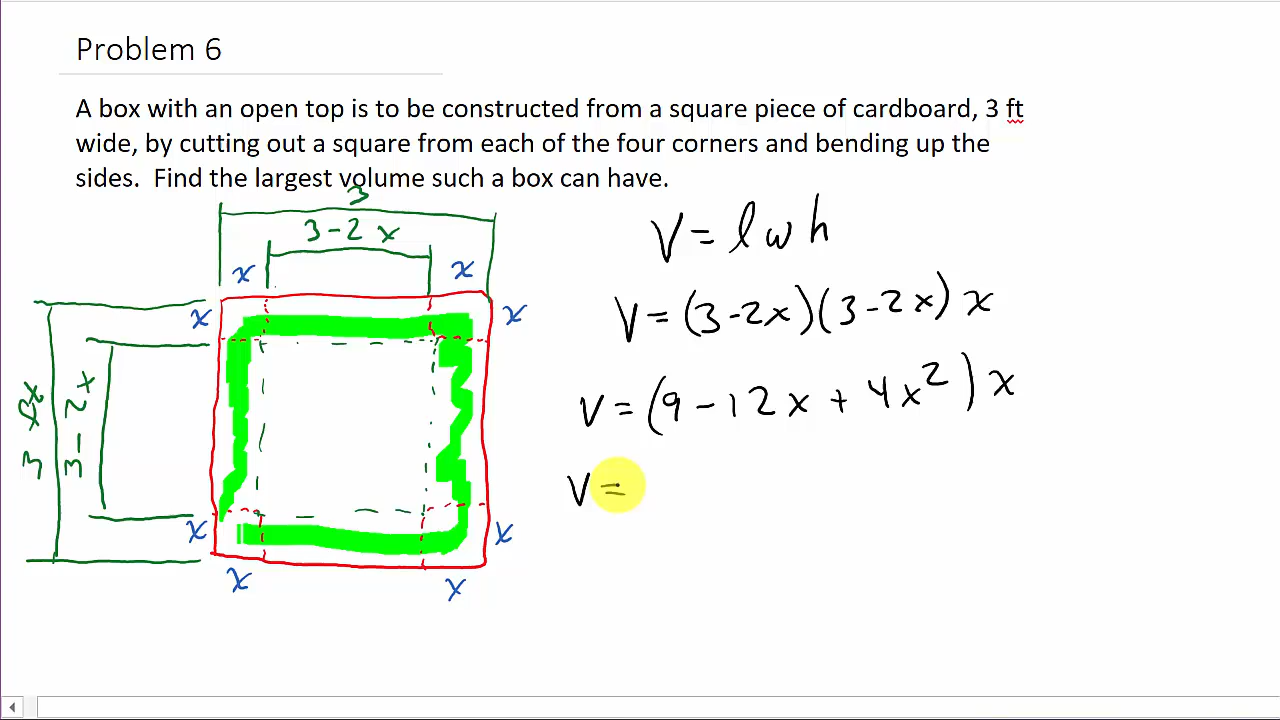 Problem 6
A box with an open top is to be constructed from a square piece of cardboard, 3 ft
wide, by cutting out a square from each of the four corners and bending up the
sides. Find the largest volume such a box can have.
3
3-2x
x x
x x
3-2x
x x
x x
V = l w h
V = (3-2x)(3-2x)x
V = (9 - 12x + 4x²)x
V =